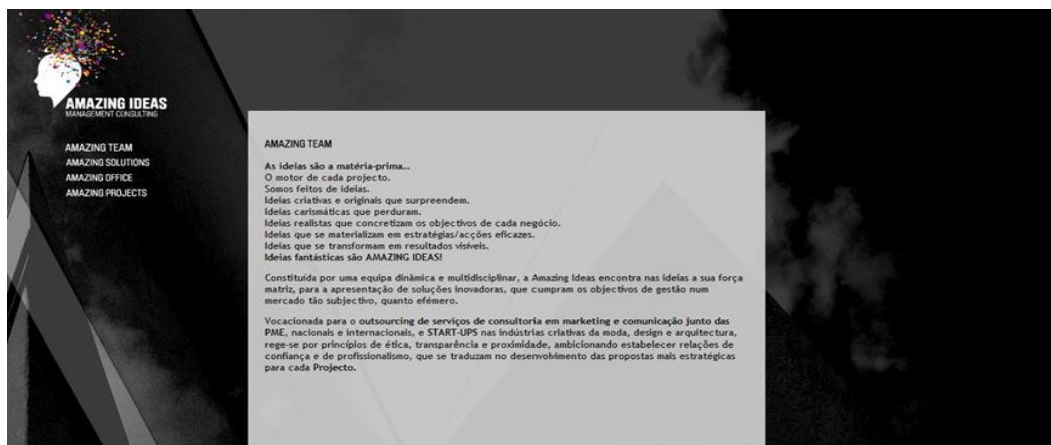 AMAZING IDEAS
MANAGEMENT CONSULTING
AMAZING TEAM
AMAZING SOLUTIONS
AMAZING OFFICE
AMAZING PROJECTS
AMAZING TEAM
As ideias são a matéria-prima...
O motor de cada projecto.
Somos feitos de ideias.
Ideias criativas e originais que surpreendem.
Ideias carismáticas que perduram.
Ideias realistas que concretizam os objectivos de cada negócio.
Ideias que se materializam em estratégias/acções eficazes.
Ideias que se transformam em resultados visíveis.
Ideias fantásticas são AMAZING IDEAS!
Constituída por uma equipa dinâmica e multidisciplinar, a Amazing Ideas encontra nas ideias a sua força
matriz, para a apresentação de soluções inovadoras, que cumpram os objectivos de gestão num
mercado tão subjectivo, quanto efémero.
Vocacionada para o outsourcing de serviços de consultoria em marketing e comunicação junto das
PME, nacionais e internacionais, e START-UPS nas indústrias criativas da moda, design e arquitectura,
rege-se por princípios de ética, transparência e proximidade, ambicionando estabelecer relações de
confiança e de profissionalismo, que se traduzam no desenvolvimento das propostas mais estratégicas
para cada Projecto.